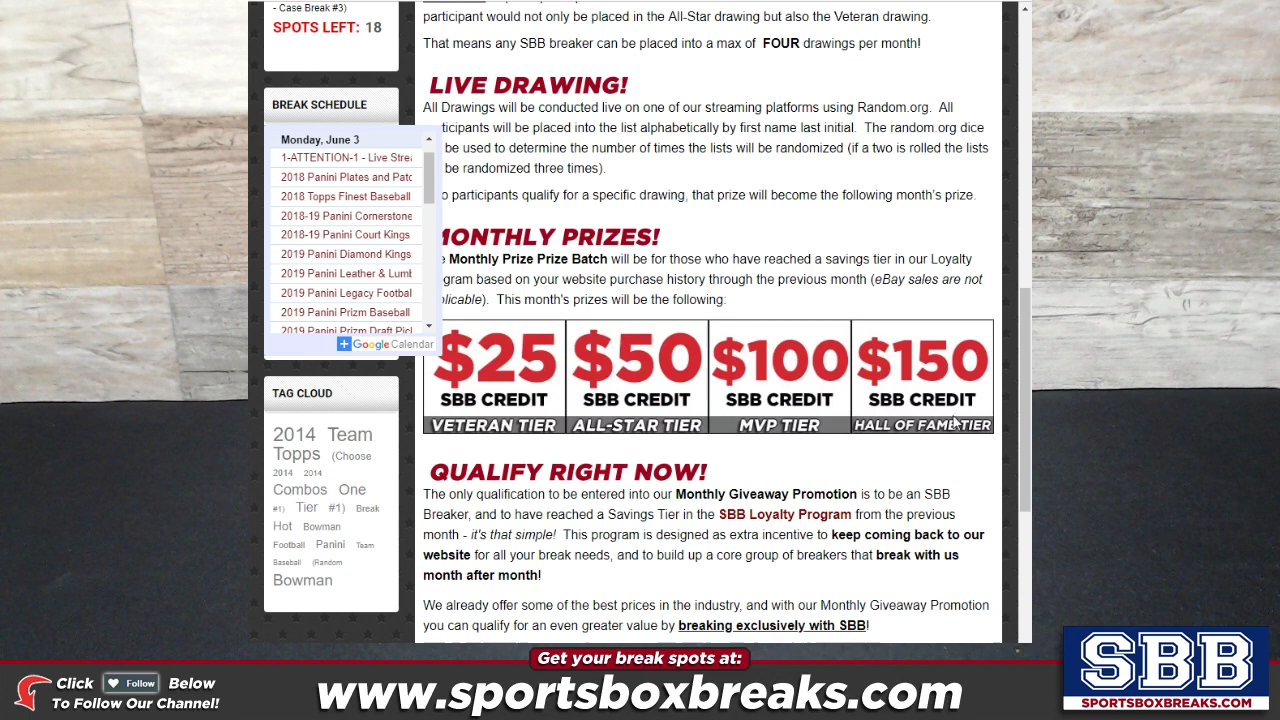 - Case Break #3)
SPOTS LEFT: 18
BREAK SCHEDULE
Monday, June 3
1-ATTENTION-1 - Live Strea
2018 Panini Plates and Patc
2018 Topps Finest Baseball
2018-19 Panini Cornerstone
2018-19 Panini Court Kings
2019 Panini Diamond Kings
2019 Panini Leather & Lumb
2019 Panini Legacy Footbal
2019 Panini Prizm Baseball
2019 Panini Prizm Draft Pick
Google Calendar
TAG CLOUD
2014 Team
Topps (Choose
2014 2014
Combos One
#1) Tier #1) Break
Hot Bowman
Football Panini Team
Baseball (Random
Bowman
participant would not only be placed in the All-Star drawing but also the Veteran drawing.
That means any SBB breaker can be placed into a max of FOUR drawings per month!
LIVE DRAWING!
All Drawings will be conducted live on one of our streaming platforms using Random.org. All
ticipants will be placed into the list alphabetically by first name last initial. The random.org dice
be used to determine the number of times the lists will be randomized (if a two is rolled the lists
be randomized three times).
o participants qualify for a specific drawing, that prize will become the following month's prize.
MONTHLY PRIZES!
e Monthly Prize Prize Batch will be for those who have reached a savings tier in our Loyalty
gram based on your website purchase history through the previous month (eBay sales are not
plicable). This month's prizes will be the following:
$25 $50 $100 $150
SBB CREDIT SBB CREDIT SBB CREDIT SBB CREDIT
VETERAN TIER ALL-STAR TIER MVP TIER HALL OF FAME TIER
QUALIFY RIGHT NOW!
The only qualification to be entered into our Monthly Giveaway Promotion is to be an SBB
Breaker, and to have reached a Savings Tier in the SBB Loyalty Program from the previous
month - it's that simple! This program is designed as extra incentive to keep coming back to our
website for all your break needs, and to build up a core group of breakers that break with us
month after month!
We already offer some of the best prices in the industry, and with our Monthly Giveaway Promotion
you can qualify for an even greater value by breaking exclusively with SBB!
Get your break spots at:
Click Follow Below
To Follow Our Channel!
www.sportsboxbreaks.com
SBB
SPORTSBOXBREAKS.COM